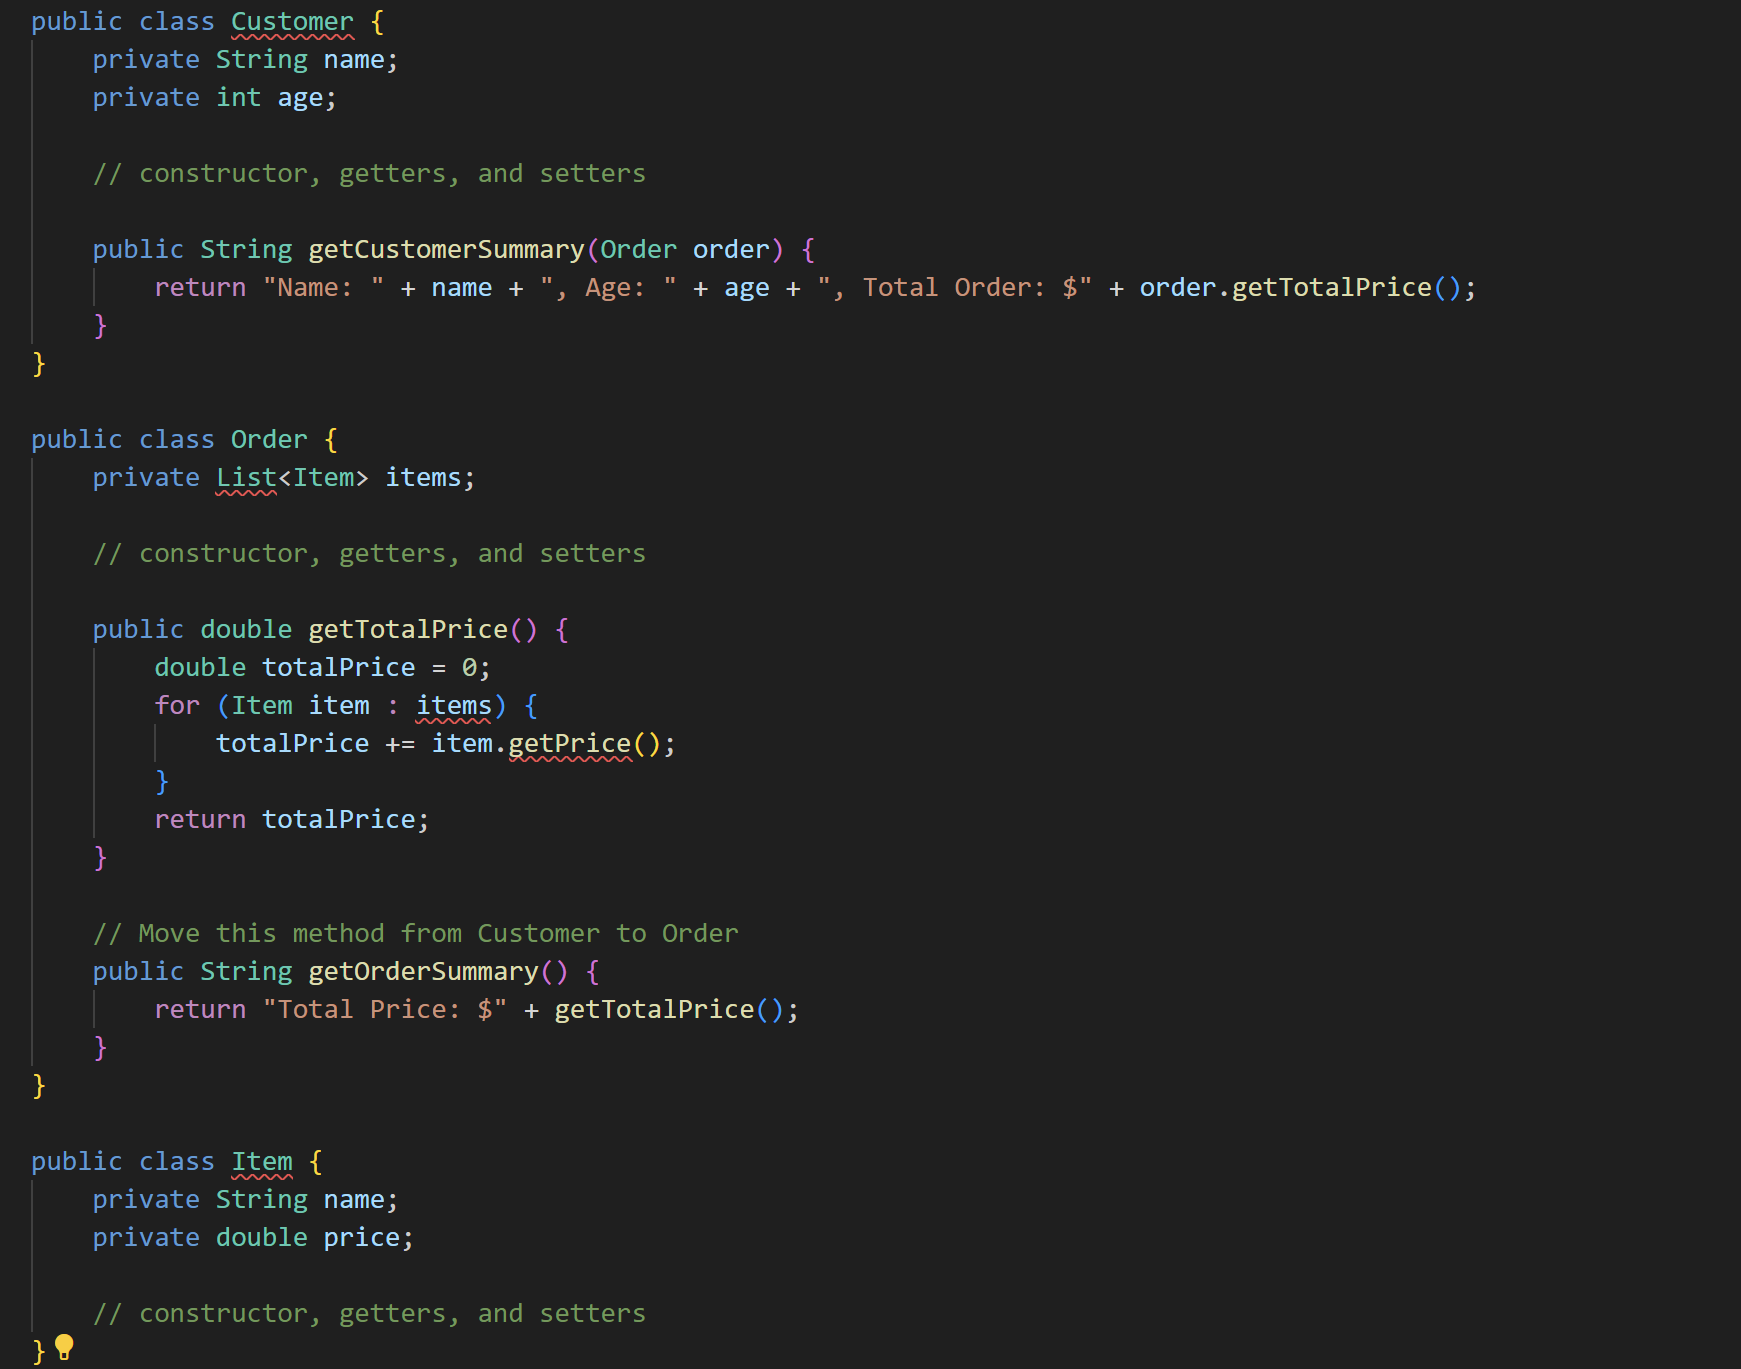 public class Customer {
    private String name;
    private int age;

    // constructor, getters, and setters

    public String getCustomerSummary(Order order) {
        return "Name: " + name + ", Age: " + age + ", Total Order: $" + order.getTotalPrice();
    }
}

public class Order {
    private List<Item> items;

    // constructor, getters, and setters

    public double getTotalPrice() {
        double totalPrice = 0;
        for (Item item : items) {
            totalPrice += item.getPrice();
        }
        return totalPrice;
    }

    // Move this method from Customer to Order
    public String getOrderSummary() {
        return "Total Price: $" + getTotalPrice();
    }
}

public class Item {
    private String name;
    private double price;

    // constructor, getters, and setters
}